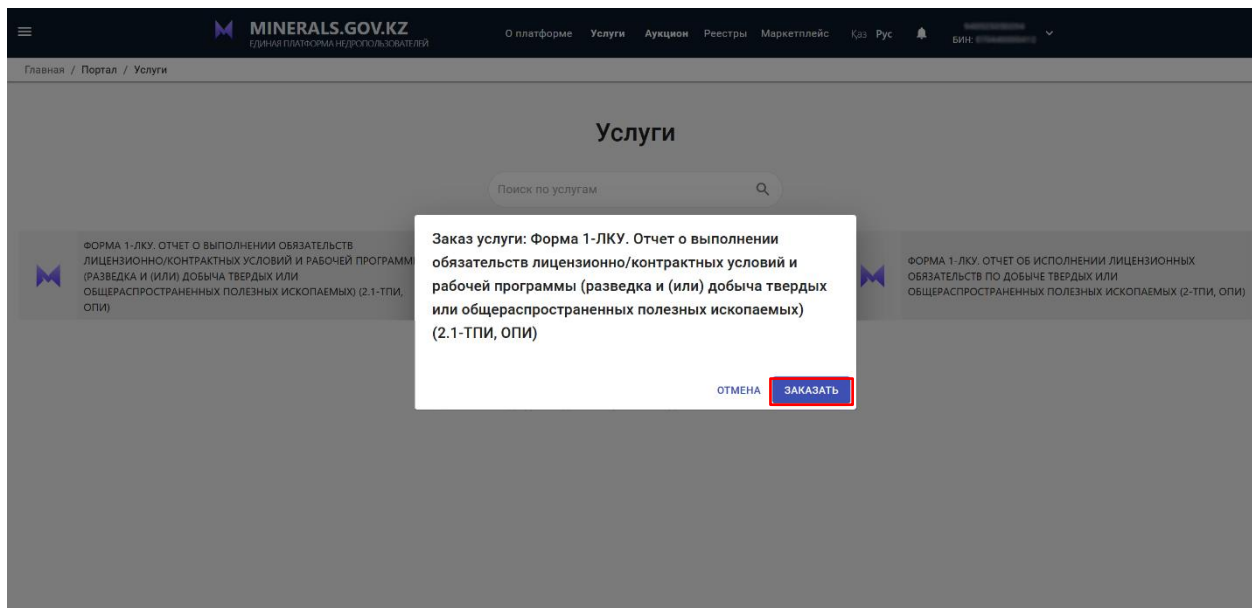 MINERALS.GOV.KZ
ЕДИНАЯ ПЛАТФОРМА НЕДРОПОЛЬЗОВАТЕЛЕЙ
О платформе Услуги Аукцион Реестры Маркетплейс Қаз Рус
БИН:
Главная / Портал / Услуги
Услуги
Поиск по услугам
ФОРМА 1-ЛКУ. ОТЧЕТ О ВЫПОЛНЕНИИ ОБЯЗАТЕЛЬСТВ
ЛИЦЕНЗИОННО/КОНТРАКТНЫХ УСЛОВИЙ И РАБОЧЕЙ ПРОГРАММ
(РАЗВЕДКА И (ИЛИ) ДОБЫЧА ТВЕРДЫХ ИЛИ
ОБЩЕРАСПРОСТРАНЕННЫХ ПОЛЕЗНЫХ ИСКОПАЕМЫХ) (2.1-ТПИ,
ОПИ)
Заказ услуги: Форма 1-ЛКУ. Отчет о выполнении
обязательств лицензионно/контрактных условий и
рабочей программы (разведка и (или) добыча твердых
или общераспространенных полезных ископаемых)
(2.1-ТПИ, ОПИ)
ОТМЕНА ЗАКАЗАТЬ
ФОРМА 1-ЛКУ. ОТЧЕТ ОБ ИСПОЛНЕНИИ ЛИЦЕНЗИОННЫХ
ОБЯЗАТЕЛЬСТВ ПО ДОБЫЧЕ ТВЕРДЫХ ИЛИ
ОБЩЕРАСПРОСТРАНЕННЫХ ПОЛЕЗНЫХ ИСКОПАЕМЫХ (2-ТПИ, ОПИ)